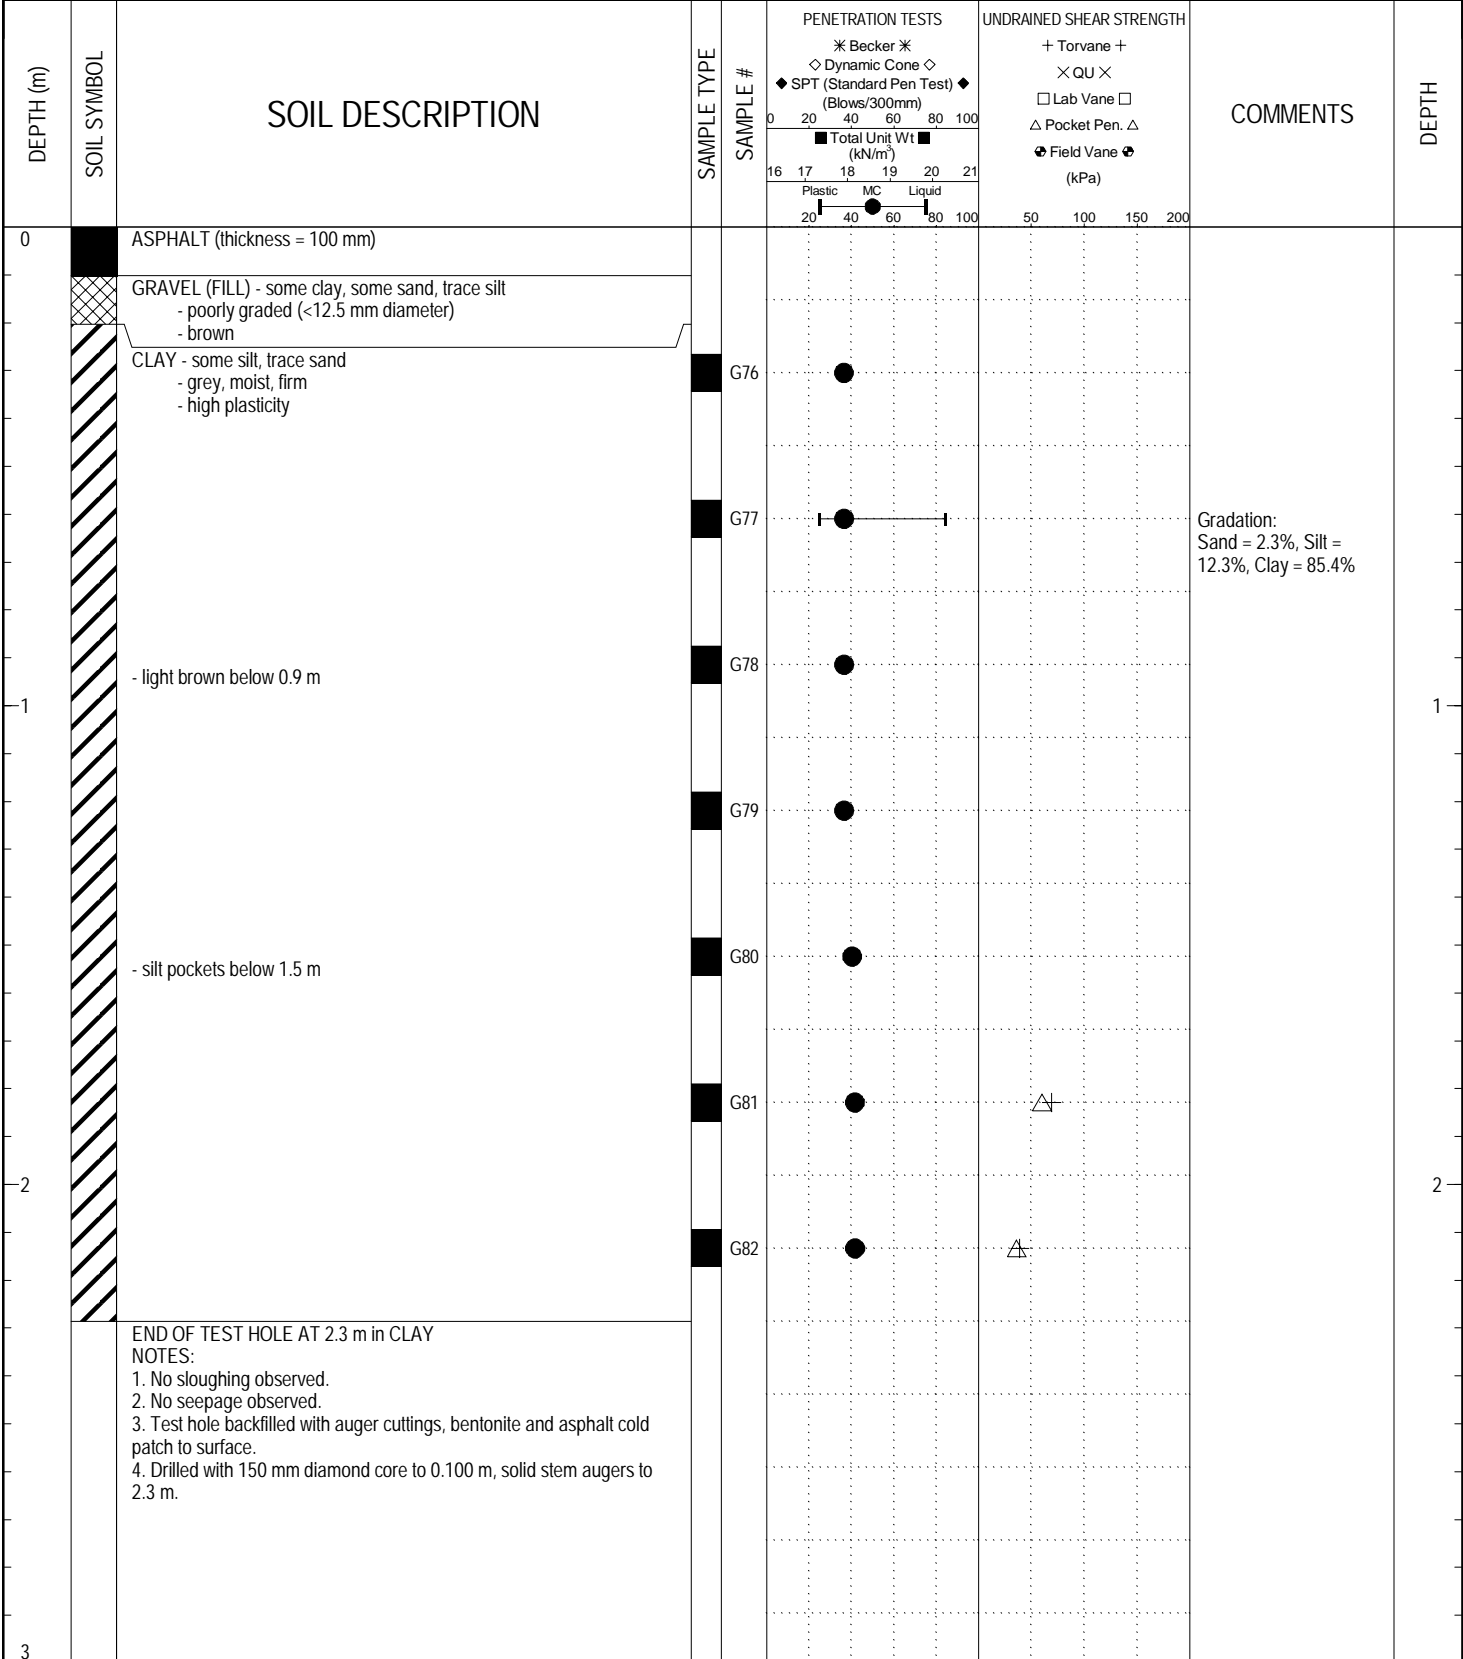 DEPTH (m)
SOIL SYMBOL
SOIL DESCRIPTION
SAMPLE TYPE
SAMPLE #
PENETRATION TESTS
Becker
Dynamic Cone
SPT (Standard Pen Test)
(Blows/300mm)
0 20 40 60 80 100
Total Unit Wt
(kN/m³)
16 17 18 19 20 21
Plastic MC Liquid
20 40 60 80 100
UNDRAINED SHEAR STRENGTH
Torvane
QU
Lab Vane
Pocket Pen.
Field Vane
(kPa)
50 100 150 200
COMMENTS
DEPTH
0
ASPHALT (thickness = 100 mm)
GRAVEL (FILL) - some clay, some sand, trace silt
- poorly graded (<12.5 mm diameter)
- brown
CLAY - some silt, trace sand
- grey, moist, firm
- high plasticity
G76
G77
Gradation:
Sand = 2.3%, Silt =
12.3%, Clay = 85.4%
G78
- light brown below 0.9 m
1
1
G79
G80
- silt pockets below 1.5 m
G81
2
2
G82
END OF TEST HOLE AT 2.3 m in CLAY
NOTES:
1. No sloughing observed.
2. No seepage observed.
3. Test hole backfilled with auger cuttings, bentonite and asphalt cold
patch to surface.
4. Drilled with 150 mm diamond core to 0.100 m, solid stem augers to
2.3 m.
3